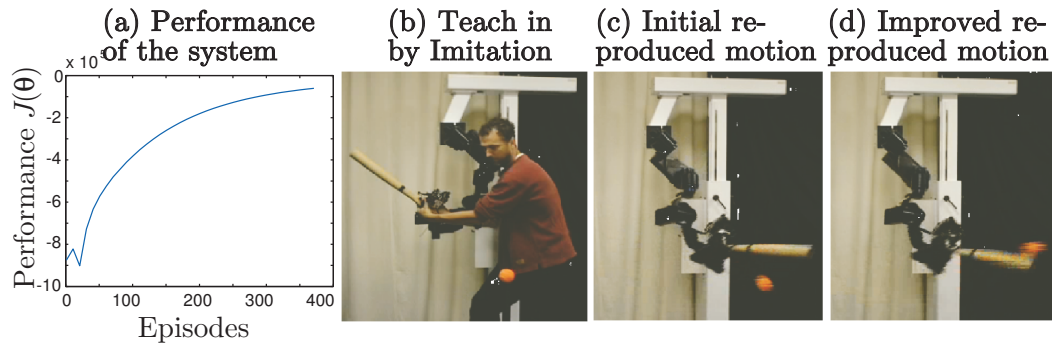 (a) Performance
of the system
(b) Teach in
by Imitation
(c) Initial re-
produced motion
(d) Improved re-
produced motion
x 10⁵
Performance J(θ)
0
-2
-4
-6
-8
-10
0
100
200
300
400
Episodes